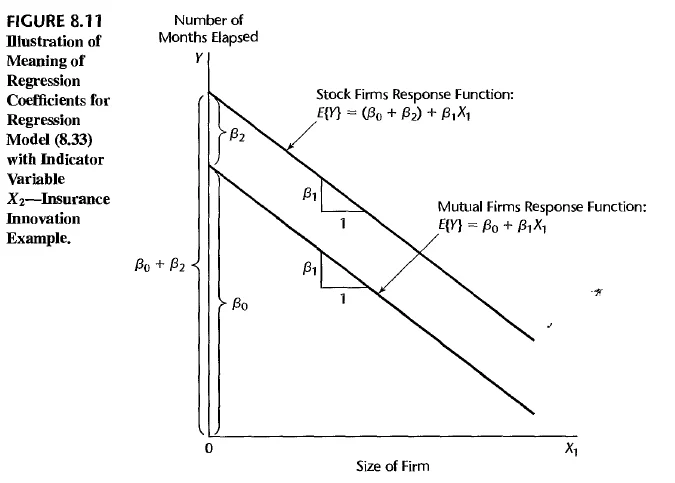 FIGURE 8.11
Illustration of
Meaning of
Regression
Coefficients for
Regression
Model (8.33)
with Indicator
Variable
X₂—Insurance
Innovation
Example.
Number of
Months Elapsed
Y
Stock Firms Response Function:
E{Y} = (β₀ + β₂) + β₁X₁
β₂
β₁
1
Mutual Firms Response Function:
E{Y} = β₀ + β₁X₁
β₀ + β₂
β₁
1
β₀
0
X₁
Size of Firm